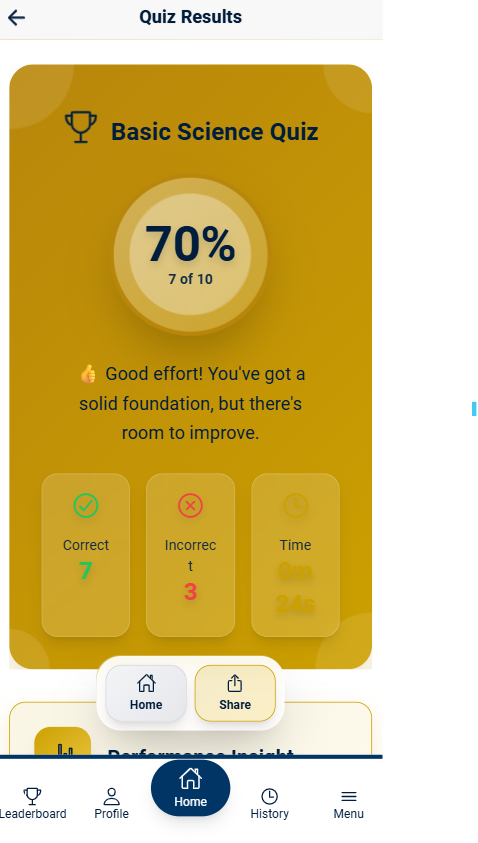 Quiz Results
Basic Science Quiz
70%
7 of 10
👍 Good effort! You've got a
solid foundation, but there's
room to improve.
Correct
7
Incorrec
t
3
Time
0m
24s
Home
Share
Performance Insight
Leaderboard
Profile
Home
History
Menu